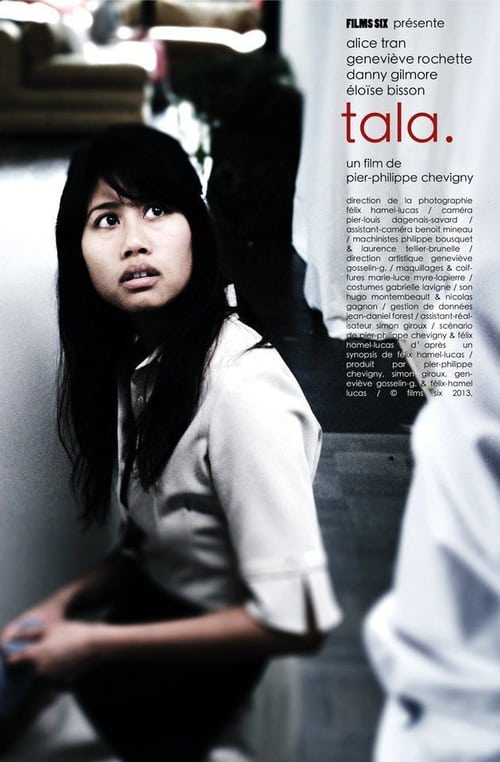 FILMS SIX présente
alice tran
geneviève rochette
danny gilmore
éloïse bisson
tala.
un film de
pier-philippe chevigny
direction de la photographie
félix hamel-lucas / caméra
pier-louis dagenais-savard /
assistant-caméra benoit mineau
/ machinistes philippe bousquet
& laurence tellier-brunelle /
direction artistique geneviève
gosselin-g. / maquillages & coif-
fures marie-luce myre-lapierre /
costumes gabrielle lavigne / son
hugo montembeault & nicolas
gagnon / gestion de données
jean-daniel forest / assistant-réal-
isateur simon giroux / scénario
de pier-philippe chevigny & félix
hamel-lucas d'après un
synopsis de félix hamel-lucas /
produit par pier-philippe
chevigny, simon giroux, gen-
eviève gosselin-g. & félix-hamel
lucas / © films six 2013.